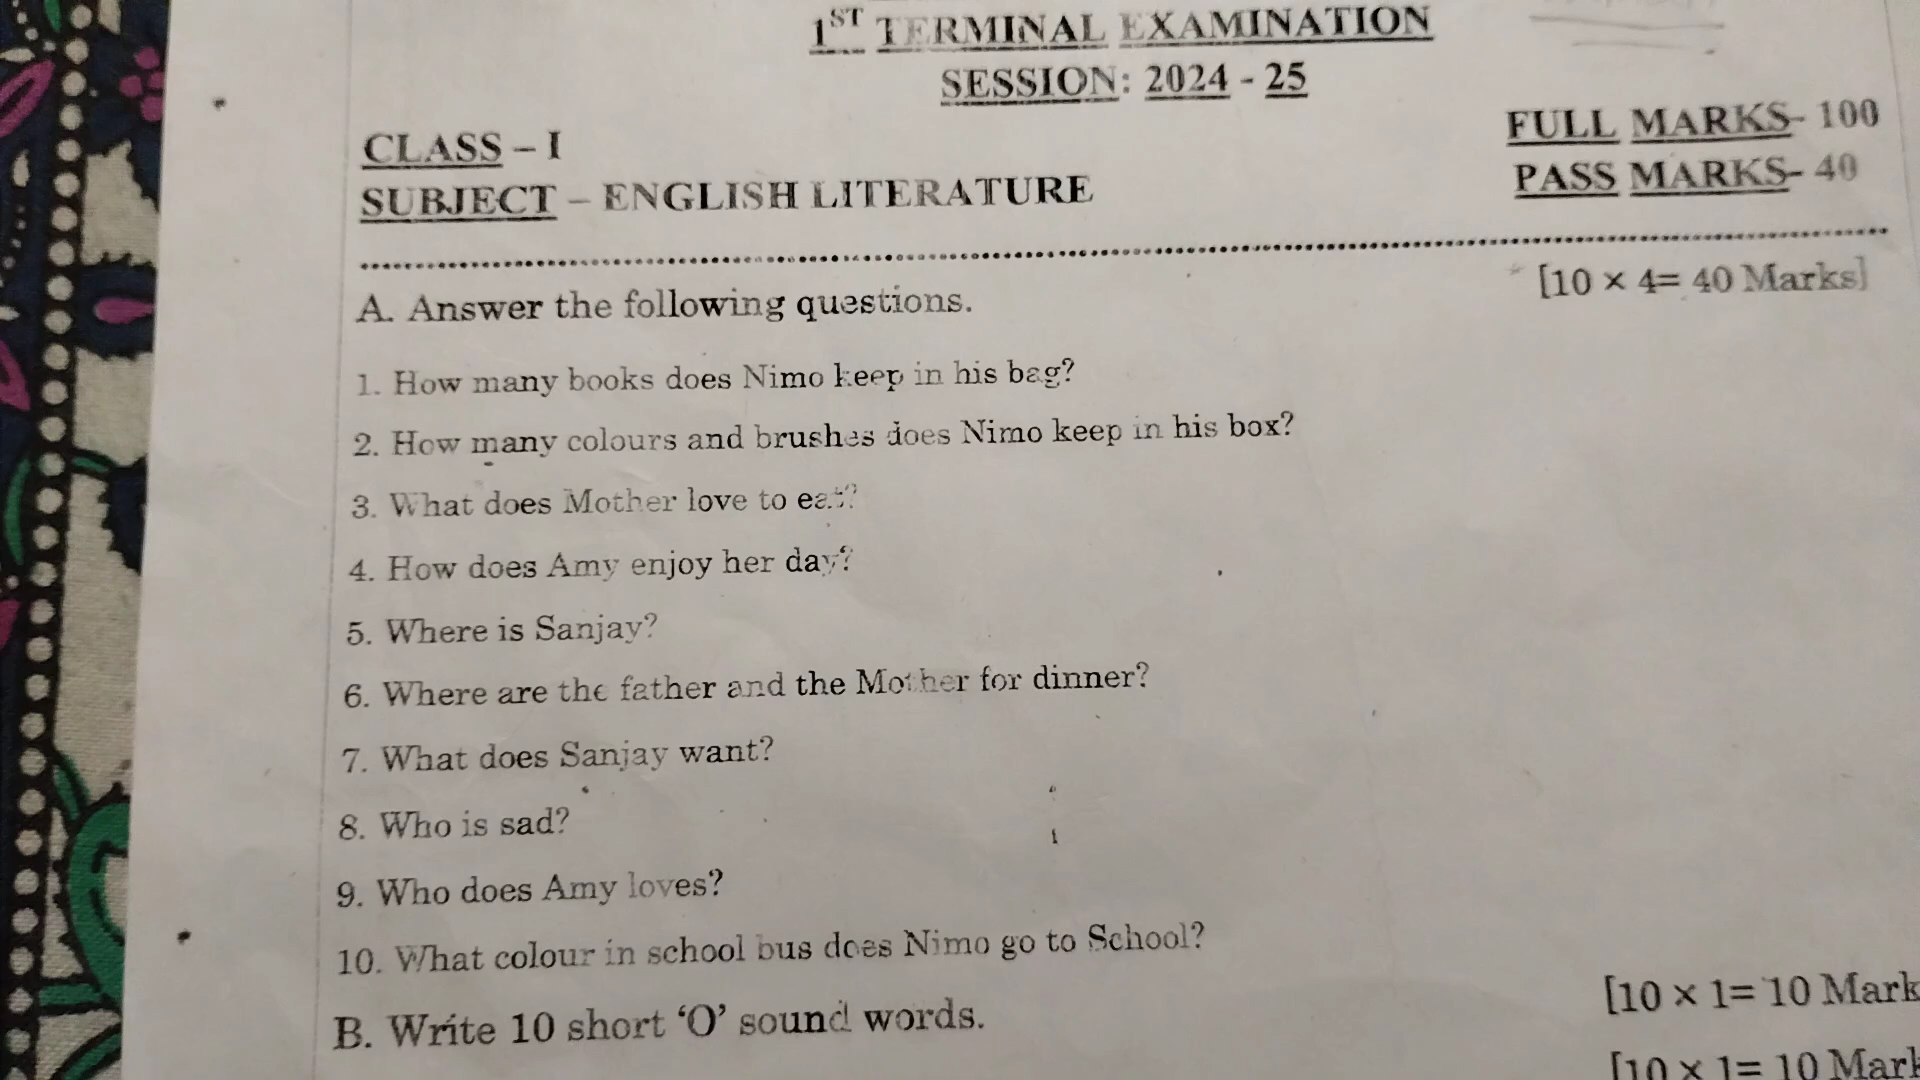 1ST TERMINAL EXAMINATION
SESSION: 2024 - 25
CLASS – I
FULL MARKS- 100
SUBJECT – ENGLISH LITERATURE
PASS MARKS- 40
A. Answer the following questions.
[10 × 4= 40 Marks]
1. How many books does Nimo keep in his bag?
2. How many colours and brushes does Nimo keep in his box?
3. What does Mother love to eat?
4. How does Amy enjoy her day?
5. Where is Sanjay?
6. Where are the father and the Mother for dinner?
7. What does Sanjay want?
8. Who is sad?
9. Who does Amy loves?
10. What colour in school bus does Nimo go to School?
B. Write 10 short ‘O’ sound words.
[10 × 1= 10 Mark
[10 × 1= 10 Mark